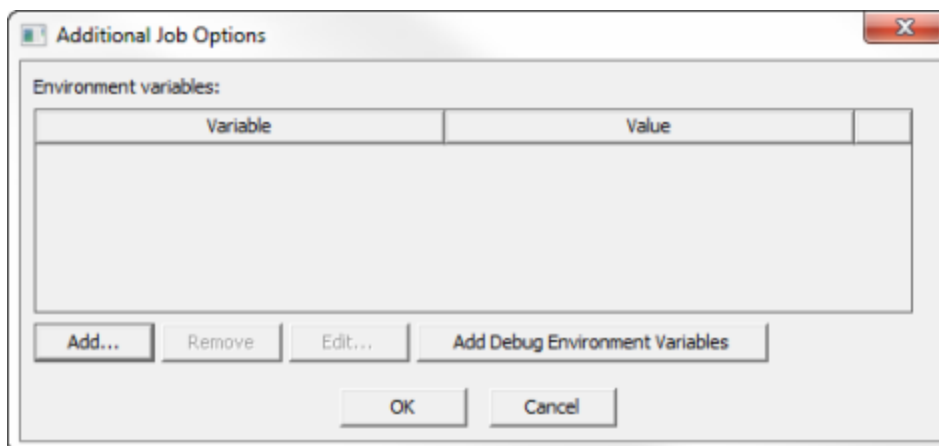 Additional Job Options
Environment variables:
Variable Value
Add... Remove Edit... Add Debug Environment Variables
OK Cancel